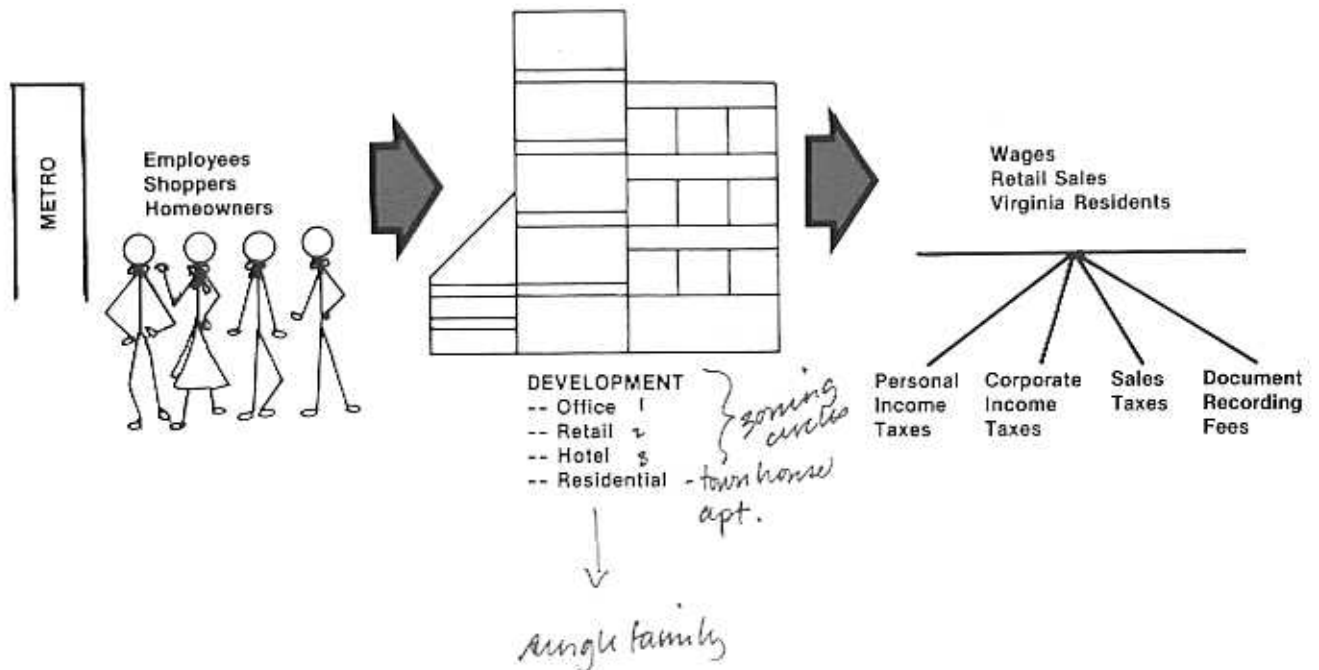 METRO
Employees
Shoppers
Homeowners
Wages
Retail Sales
Virginia Residents
Personal
Income
Taxes
Corporate
Income
Taxes
Sales
Taxes
Document
Recording
Fees
DEVELOPMENT
-- Office 1
-- Retail 2
-- Hotel 3
-- Residential - townhouse
apt.
zoning
circles
single family